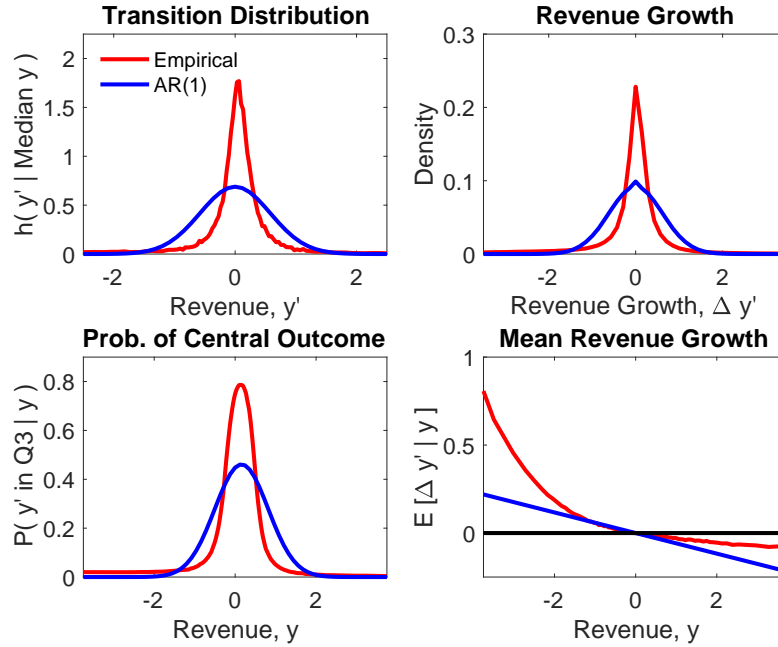 Transition Distribution
2
1.5
1
0.5
0
h( y' | Median y )
Empirical
AR(1)
-2
0
2
Revenue, y'
Revenue Growth
0.3
0.2
0.1
0
Density
-2
0
2
Revenue Growth, Δ y'
Prob. of Central Outcome
0.8
0.6
0.4
0.2
0
P( y' in Q3 | y )
-2
0
2
Revenue, y
Mean Revenue Growth
1
0.5
0
E [Δ y' | y]
-2
0
2
Revenue, y